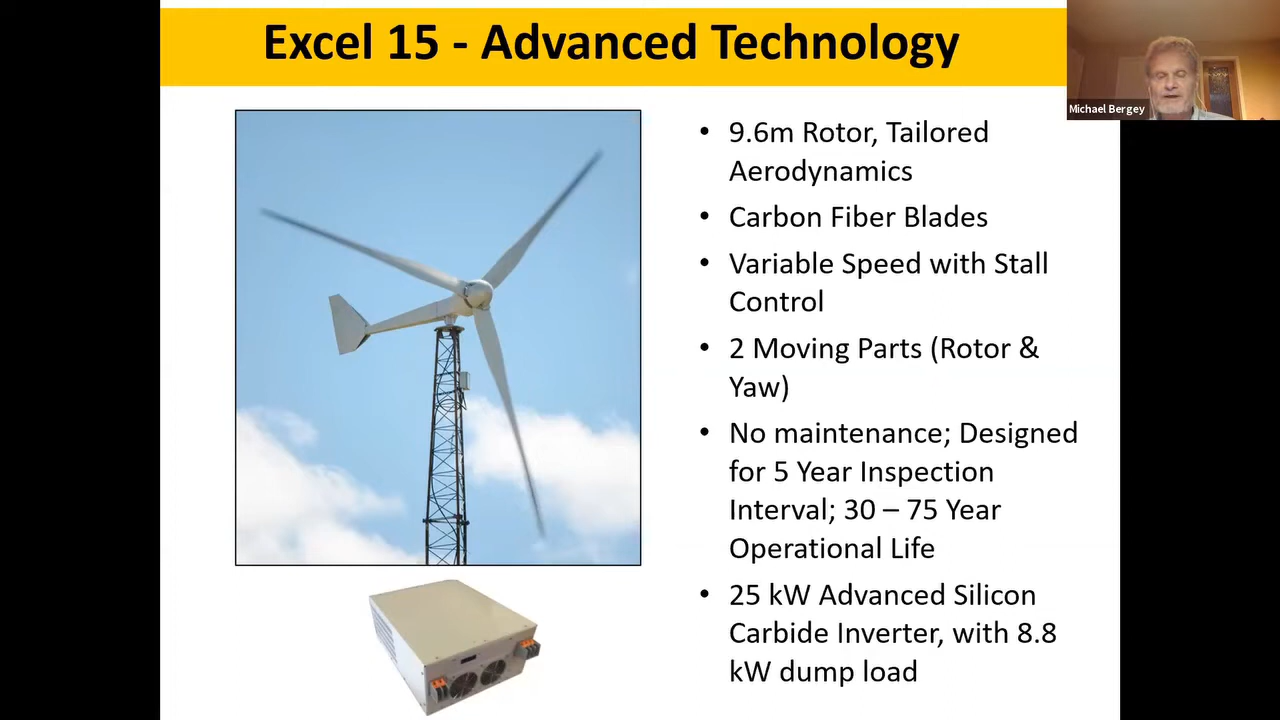 Excel 15 - Advanced Technology
Michael Bergey
• 9.6m Rotor, Tailored
Aerodynamics
• Carbon Fiber Blades
• Variable Speed with Stall
Control
• 2 Moving Parts (Rotor &
Yaw)
• No maintenance; Designed
for 5 Year Inspection
Interval; 30 – 75 Year
Operational Life
• 25 kW Advanced Silicon
Carbide Inverter, with 8.8
kW dump load